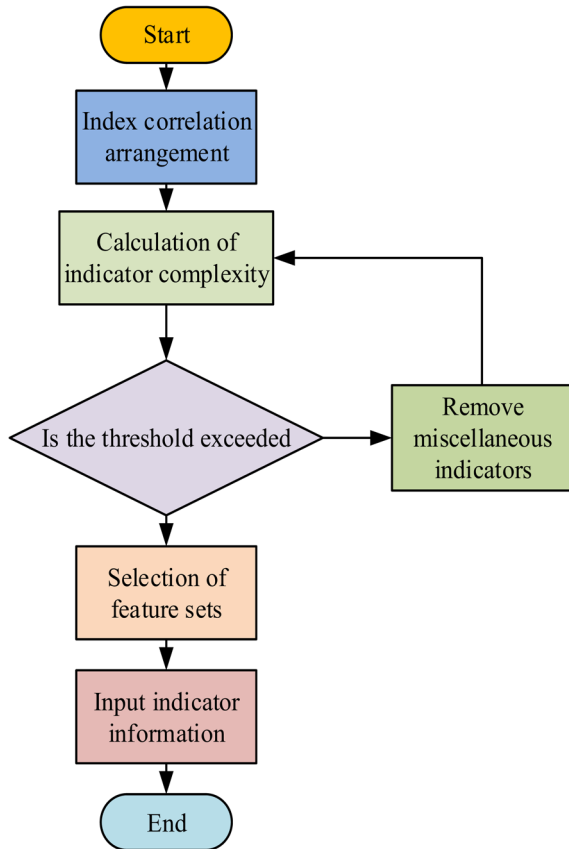 Start
Index correlation
arrangement
Calculation of
indicator complexity
Is the threshold exceeded
Remove
miscellaneous
indicators
Selection of
feature sets
Input indicator
information
End